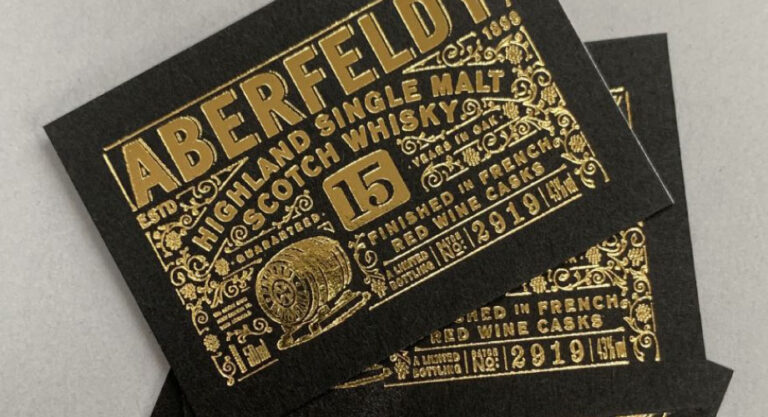 ABERFELDY
ESTD 1898
HIGHLAND SINGLE MALT
SCOTCH WHISKY
GUARANTEED
15
YEARS IN OAK
FINISHED IN FRENCH
RED WINE CASKS
A LIMITED
BOTTLING
BATCH
No: 2919
43% vol
50ml
FINISHED IN FRENCH
RED WINE CASKS
A LIMITED
BOTTLING
BATCH
No: 2919
43% vol